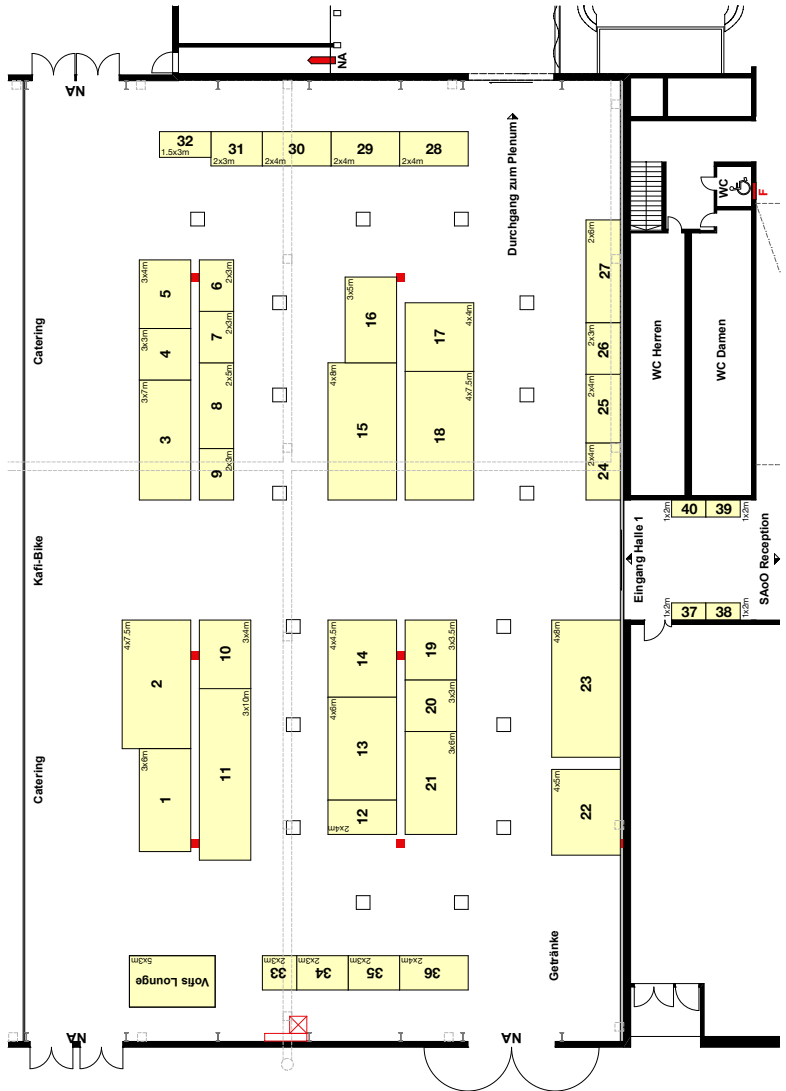 NA
NA
32
1.5x3m
31
2x3m
30
2x4m
29
2x4m
28
2x4m
Durchgang zum Plenum
WC
F
Catering
5
3x4m
4
3x3m
3
3x7m
6
2x3m
7
2x3m
8
2x5m
9
2x3m
16
3x5m
15
4x8m
17
4x4m
18
4x7.5m
27
2x6m
26
2x3m
25
2x4m
24
2x4m
WC Herren
WC Damen
Kafi-Bike
Eingang Halle 1
SAoO Reception
40
1x2m
39
1x2m
37
1x2m
38
1x2m
Catering
2
4x7.5m
1
3x6m
10
3x4m
11
3x10m
14
4x4.5m
13
4x6m
12
2x4m
19
3x3.5m
20
3x3m
21
3x6m
23
4x8m
22
4x5m
Vofis Lounge
5x3m
33
2x3m
34
2x3m
35
2x3m
36
2x4m
Getränke
NA
NA